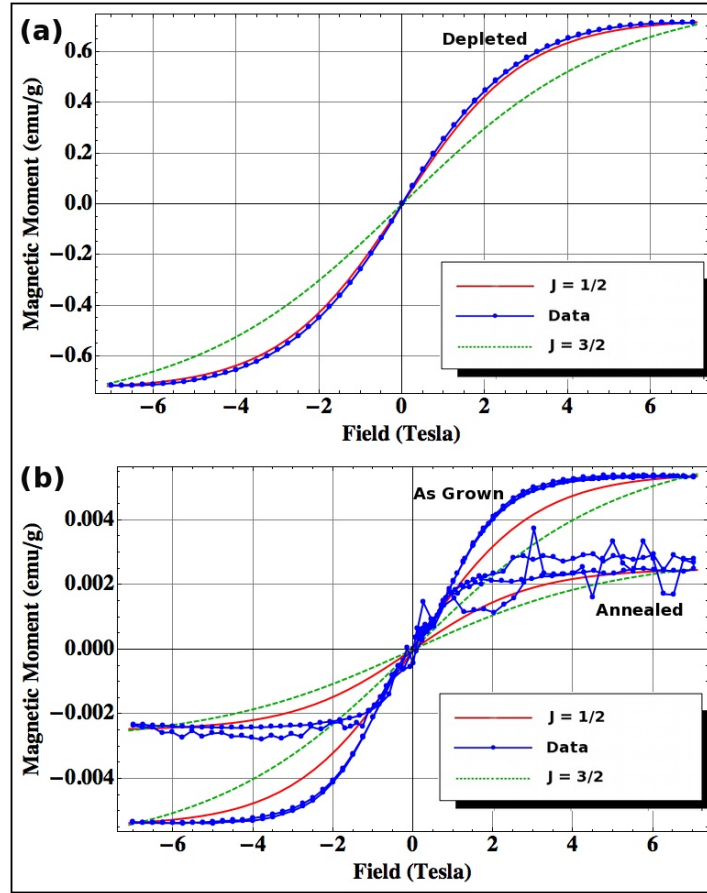 (a)
Magnetic Moment (emu/g)
0.6
0.4
0.2
0.0
−0.2
−0.4
−0.6
Depleted
J = 1/2
Data
J = 3/2
−6 −4 −2 0 2 4 6
Field (Tesla)
(b)
Magnetic Moment (emu/g)
0.004
0.002
0.000
−0.002
−0.004
As Grown
Annealed
J = 1/2
Data
J = 3/2
−6 −4 −2 0 2 4 6
Field (Tesla)